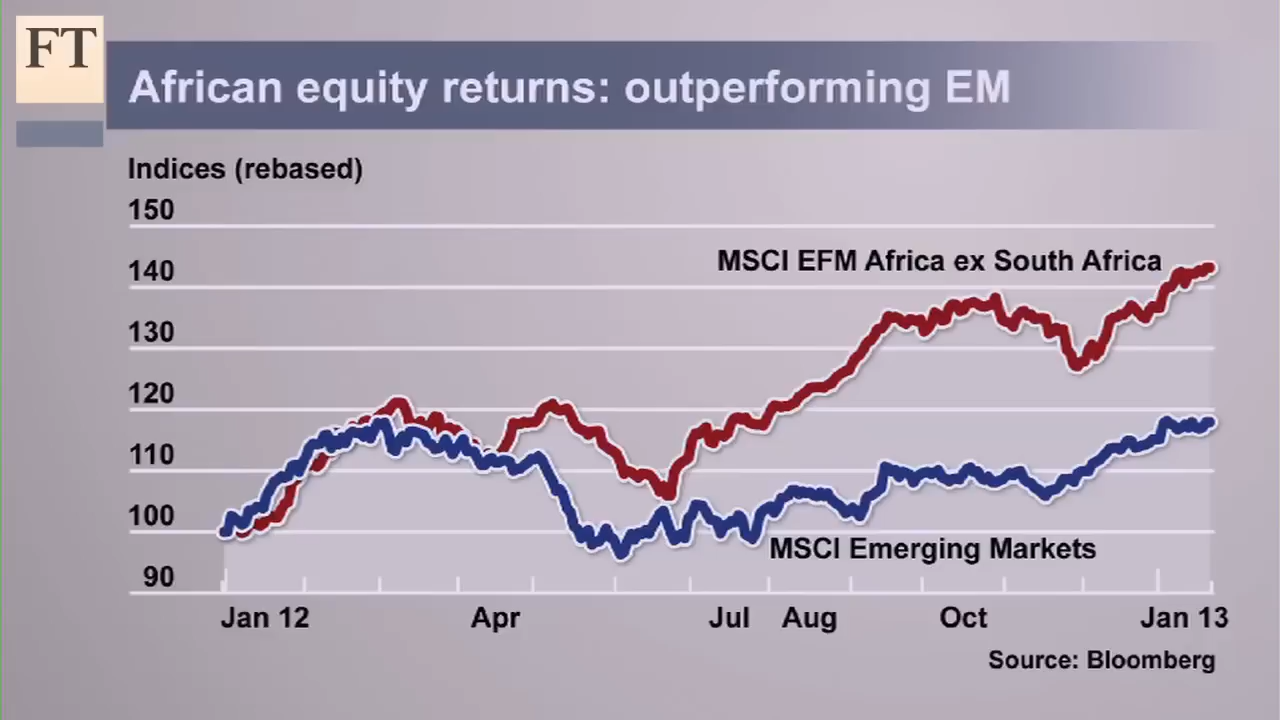 FT
African equity returns: outperforming EM
Indices (rebased)
150
MSCI EFM Africa ex South Africa
140
130
120
110
100
MSCI Emerging Markets
90
Jan 12 Apr Jul Aug Oct Jan 13
Source: Bloomberg